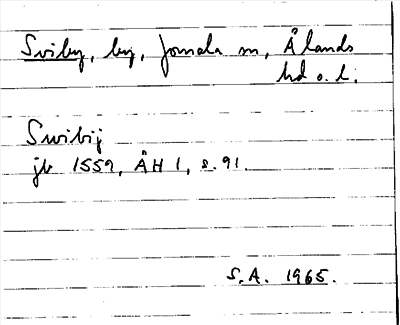 Sviby, by, Jomala sn, Ålands
hd o. l.
Swibij
jb 1559, ÅH 1, s. 91.
S.A. 1965.